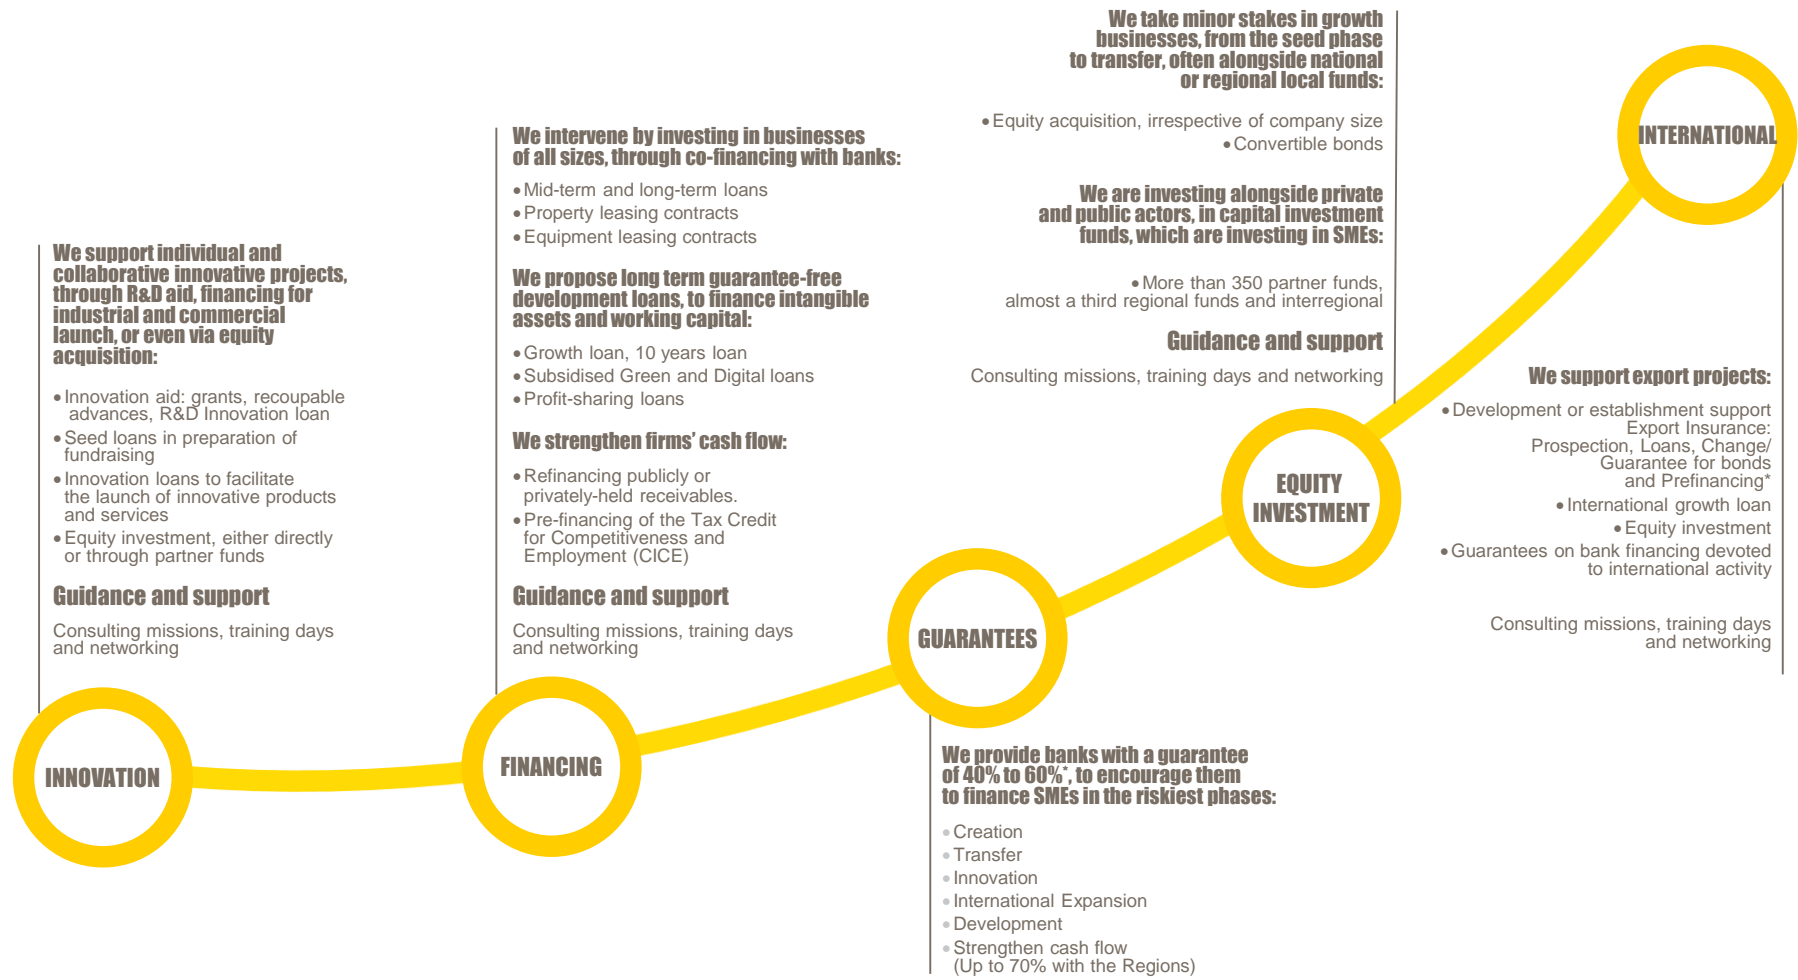 We support individual and
collaborative innovative projects,
through R&D aid, financing for
industrial and commercial
launch, or even via equity
acquisition:
• Innovation aid: grants, recoupable
advances, R&D Innovation loan
• Seed loans in preparation of
fundraising
• Innovation loans to facilitate
the launch of innovative products
and services
• Equity investment, either directly
or through partner funds
Guidance and support
Consulting missions, training days
and networking
INNOVATION
We intervene by investing in businesses
of all sizes, through co-financing with banks:
• Mid-term and long-term loans
• Property leasing contracts
• Equipment leasing contracts
We propose long term guarantee-free
development loans, to finance intangible
assets and working capital:
• Growth loan, 10 years loan
• Subsidised Green and Digital loans
• Profit-sharing loans
We strengthen firms' cash flow:
• Refinancing publicly or
privately-held receivables.
• Pre-financing of the Tax Credit
for Competitiveness and
Employment (CICE)
Guidance and support
Consulting missions, training days
and networking
FINANCING
GUARANTEES
We provide banks with a guarantee
of 40% to 60%*, to encourage them
to finance SMEs in the riskiest phases:
• Creation
• Transfer
• Innovation
• International Expansion
• Development
• Strengthen cash flow
(Up to 70% with the Regions)
We take minor stakes in growth
businesses, from the seed phase
to transfer, often alongside national
or regional local funds:
• Equity acquisition, irrespective of company size
• Convertible bonds
We are investing alongside private
and public actors, in capital investment
funds, which are investing in SMEs:
• More than 350 partner funds,
almost a third regional funds and interregional
Guidance and support
Consulting missions, training days and networking
EQUITY
INVESTMENT
INTERNATIONAL
We support export projects:
• Development or establishment support
Export Insurance:
Prospection, Loans, Change/
Guarantee for bonds
and Prefinancing*
• International growth loan
• Equity investment
• Guarantees on bank financing devoted
to international activity
Consulting missions, training days
and networking